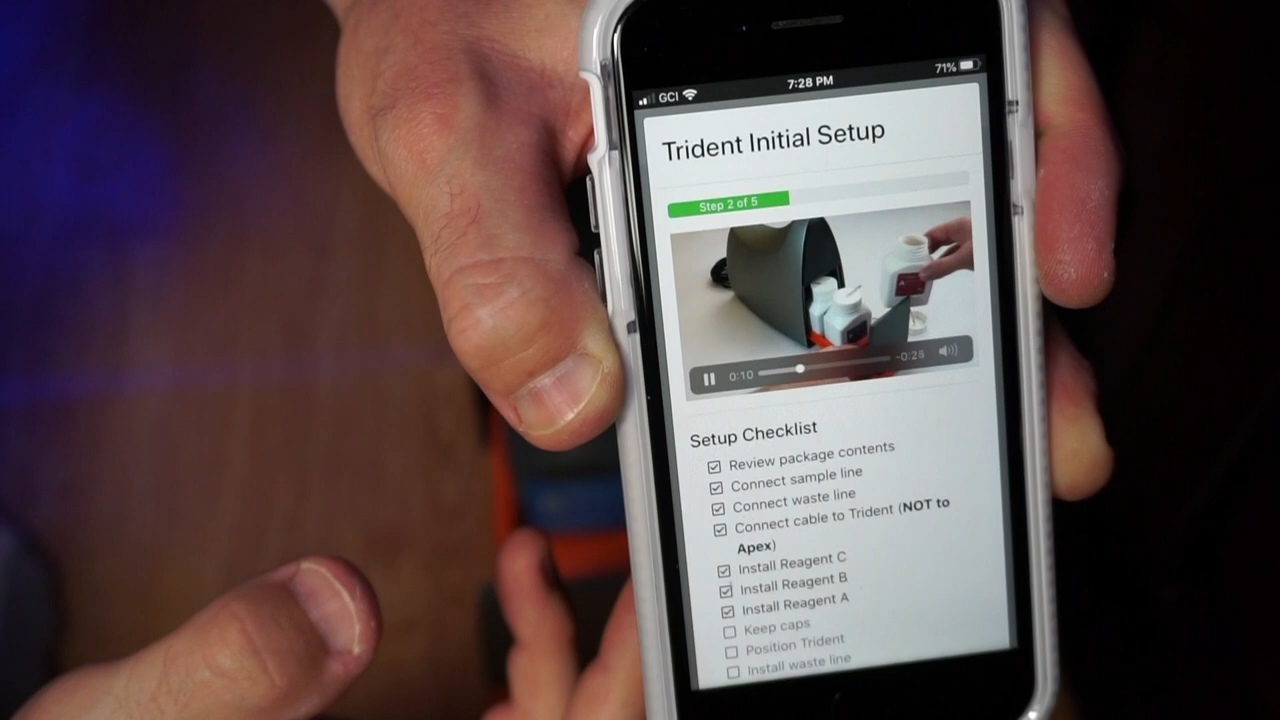 GCI 7:28 PM 71%
Trident Initial Setup
Step 2 of 5
0:10 -0:25
Setup Checklist
Review package contents
Connect sample line
Connect waste line
Connect cable to Trident (NOT to
Apex)
Install Reagent C
Install Reagent B
Install Reagent A
Keep caps
Position Trident
Install waste line